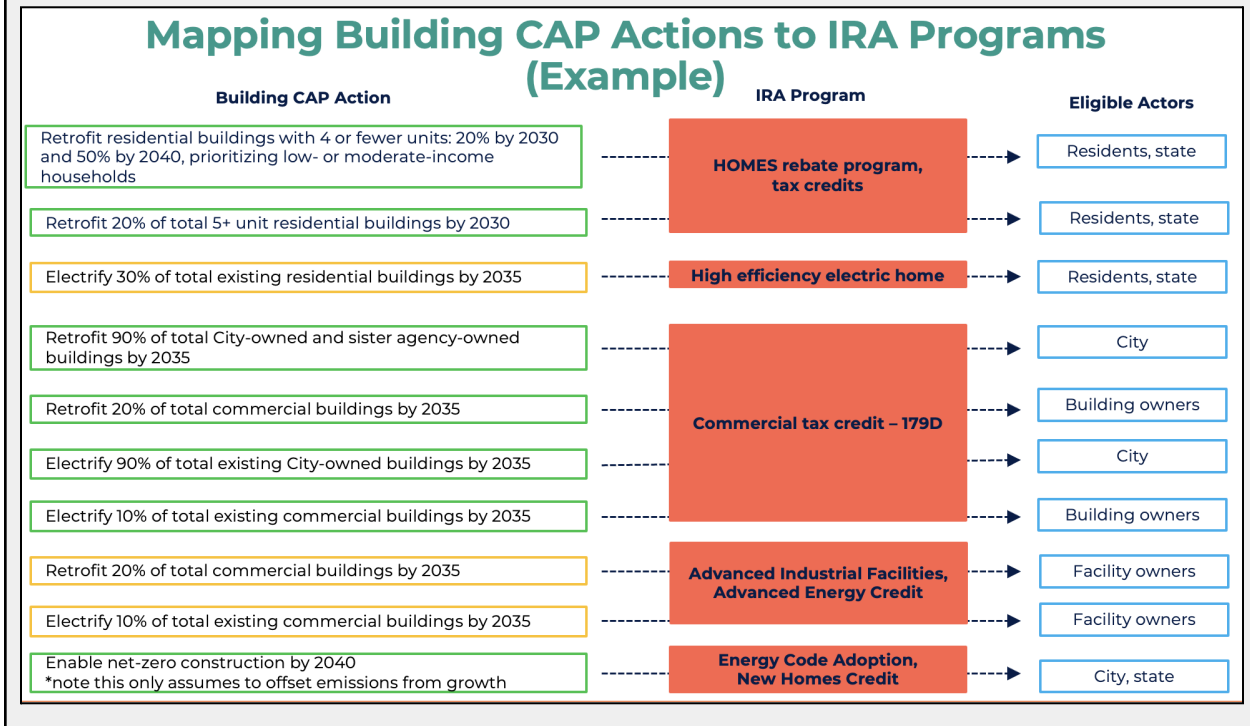 Mapping Building CAP Actions to IRA Programs
(Example)
Building CAP Action
IRA Program
Eligible Actors
Retrofit residential buildings with 4 or fewer units: 20% by 2030
and 50% by 2040, prioritizing low- or moderate-income
households
HOMES rebate program,
tax credits
Residents, state
Retrofit 20% of total 5+ unit residential buildings by 2030
Residents, state
Electrify 30% of total existing residential buildings by 2035
High efficiency electric home
Residents, state
Retrofit 90% of total City-owned and sister agency-owned
buildings by 2035
City
Retrofit 20% of total commercial buildings by 2035
Commercial tax credit – 179D
Building owners
Electrify 90% of total existing City-owned buildings by 2035
City
Electrify 10% of total existing commercial buildings by 2035
Building owners
Retrofit 20% of total commercial buildings by 2035
Advanced Industrial Facilities,
Advanced Energy Credit
Facility owners
Electrify 10% of total existing commercial buildings by 2035
Facility owners
Enable net-zero construction by 2040
*note this only assumes to offset emissions from growth
Energy Code Adoption,
New Homes Credit
City, state